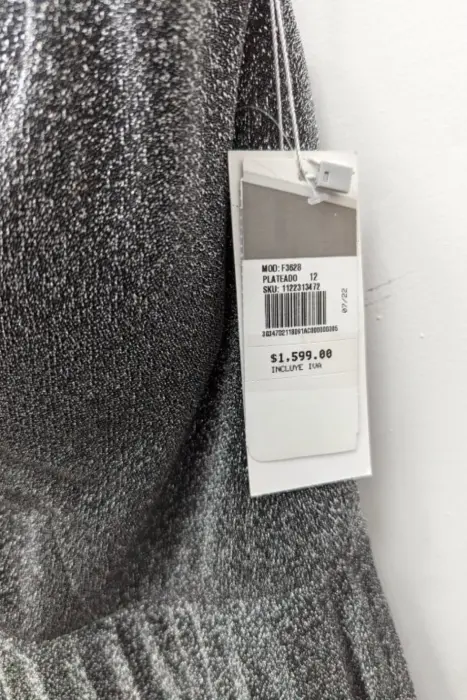 MOD: F3628
PLATEADO 12
SKU: 1122313472
07/22
$1,599.00
INCLUYE IVA